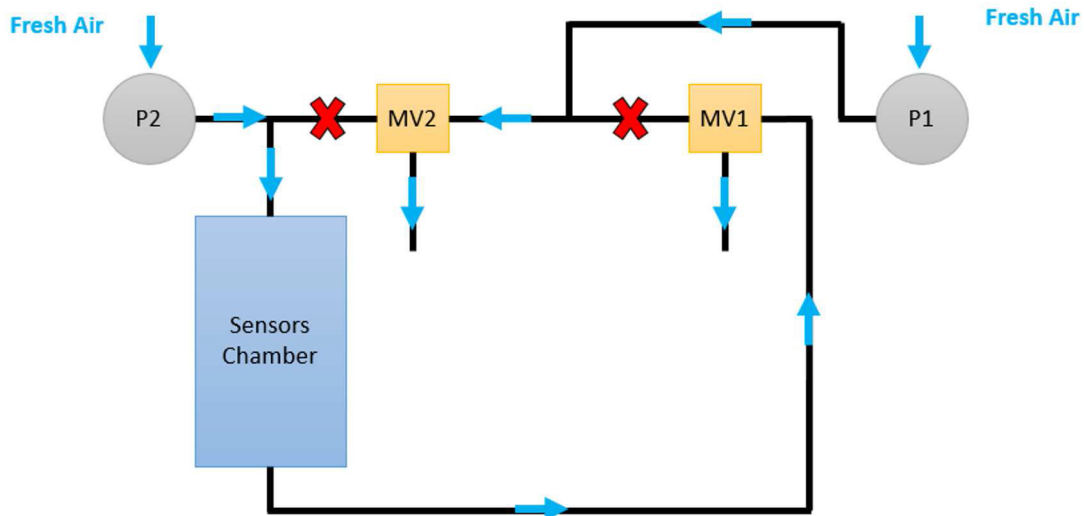 Fresh Air
Fresh Air
P2
MV2
MV1
P1
Sensors
Chamber